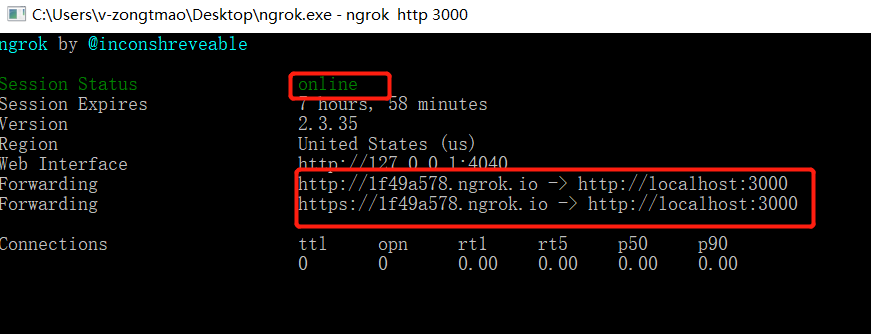 C:\Users\v-zongtmao\Desktop\ngrok.exe - ngrok  http 3000
ngrok by @inconshreveable
Session Status online
Session Expires 7 hours, 58 minutes
Version 2.3.35
Region United States (us)
Web Interface http://127.0.0.1:4040
Forwarding http://1f49a578.ngrok.io -> http://localhost:3000
Forwarding https://1f49a578.ngrok.io -> http://localhost:3000
Connections ttl opn rt1 rt5 p50 p90
0 0 0.00 0.00 0.00 0.00